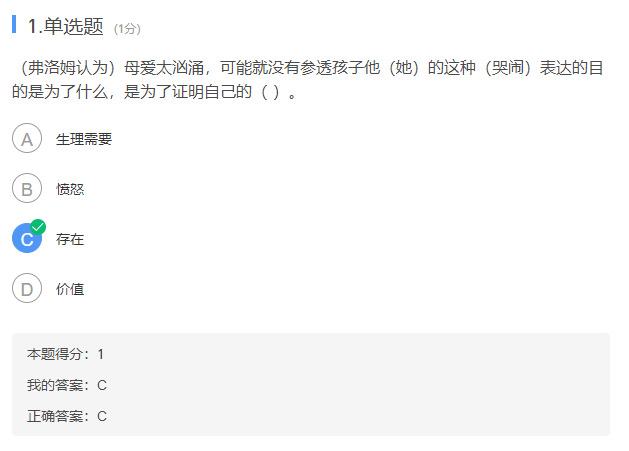 1.单选题 (1分)
（弗洛姆认为）母爱太汹涌，可能就没有参透孩子他（她）的这种（哭闹）表达的目
的是为了什么，是为了证明自己的（ ）。
A 生理需要
B 愤怒
C 存在
D 价值
本题得分：1
我的答案：C
正确答案：C